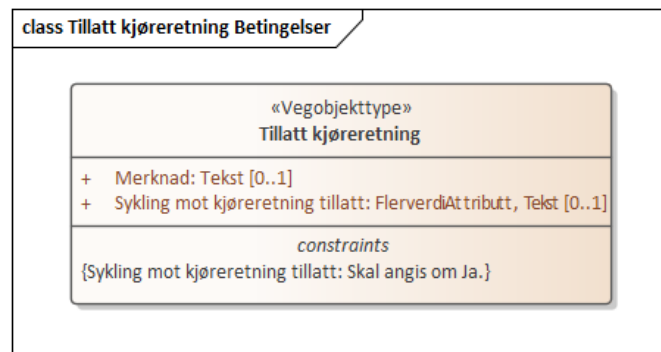 class Tillatt kjøreretning Betingelser
«Vegobjekttype»
Tillatt kjøreretning
+ Merknad: Tekst [0..1]
+ Sykling mot kjøreretning tillatt: FlerverdiAttributt, Tekst [0..1]
constraints
{Sykling mot kjøreretning tillatt: Skal angis om Ja.}